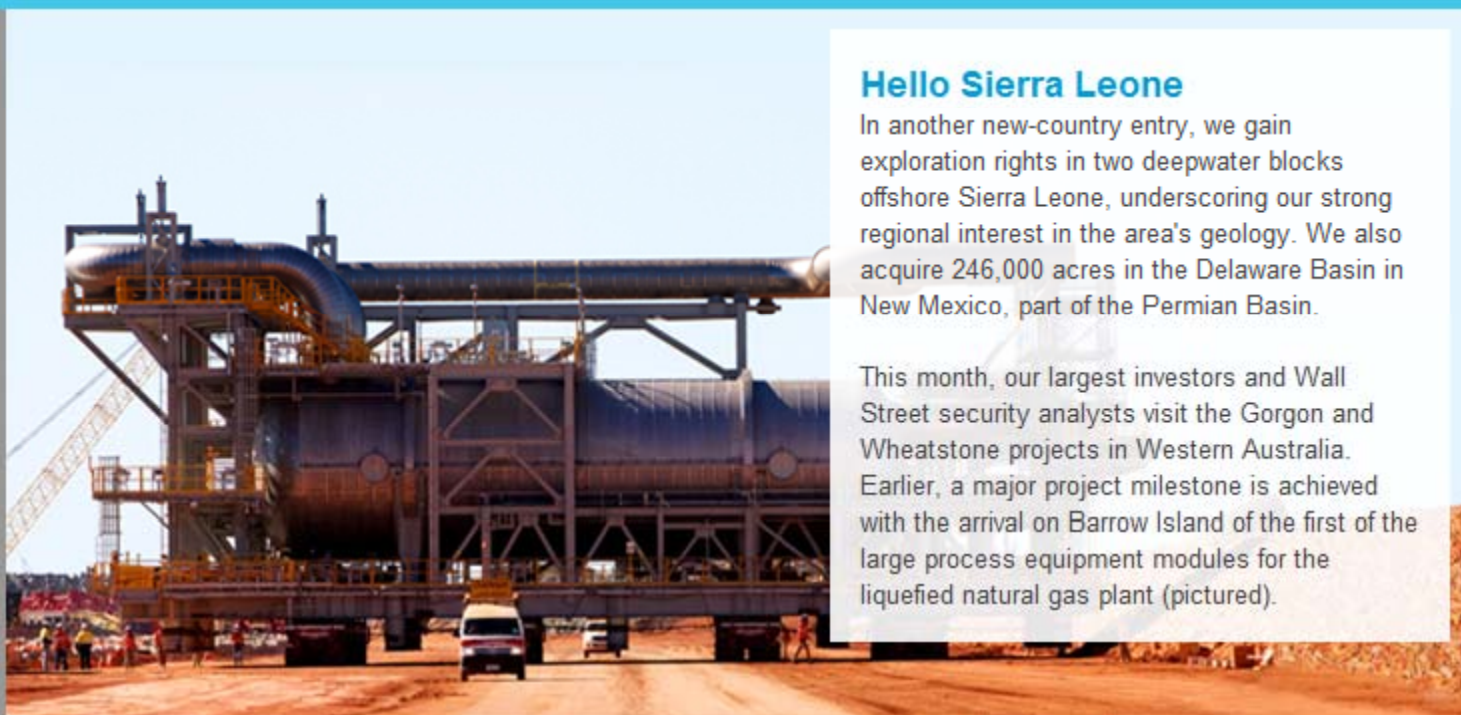 Hello Sierra Leone
In another new-country entry, we gain
exploration rights in two deepwater blocks
offshore Sierra Leone, underscoring our strong
regional interest in the area's geology. We also
acquire 246,000 acres in the Delaware Basin in
New Mexico, part of the Permian Basin.
This month, our largest investors and Wall
Street security analysts visit the Gorgon and
Wheatstone projects in Western Australia.
Earlier, a major project milestone is achieved
with the arrival on Barrow Island of the first of the
large process equipment modules for the
liquefied natural gas plant (pictured).